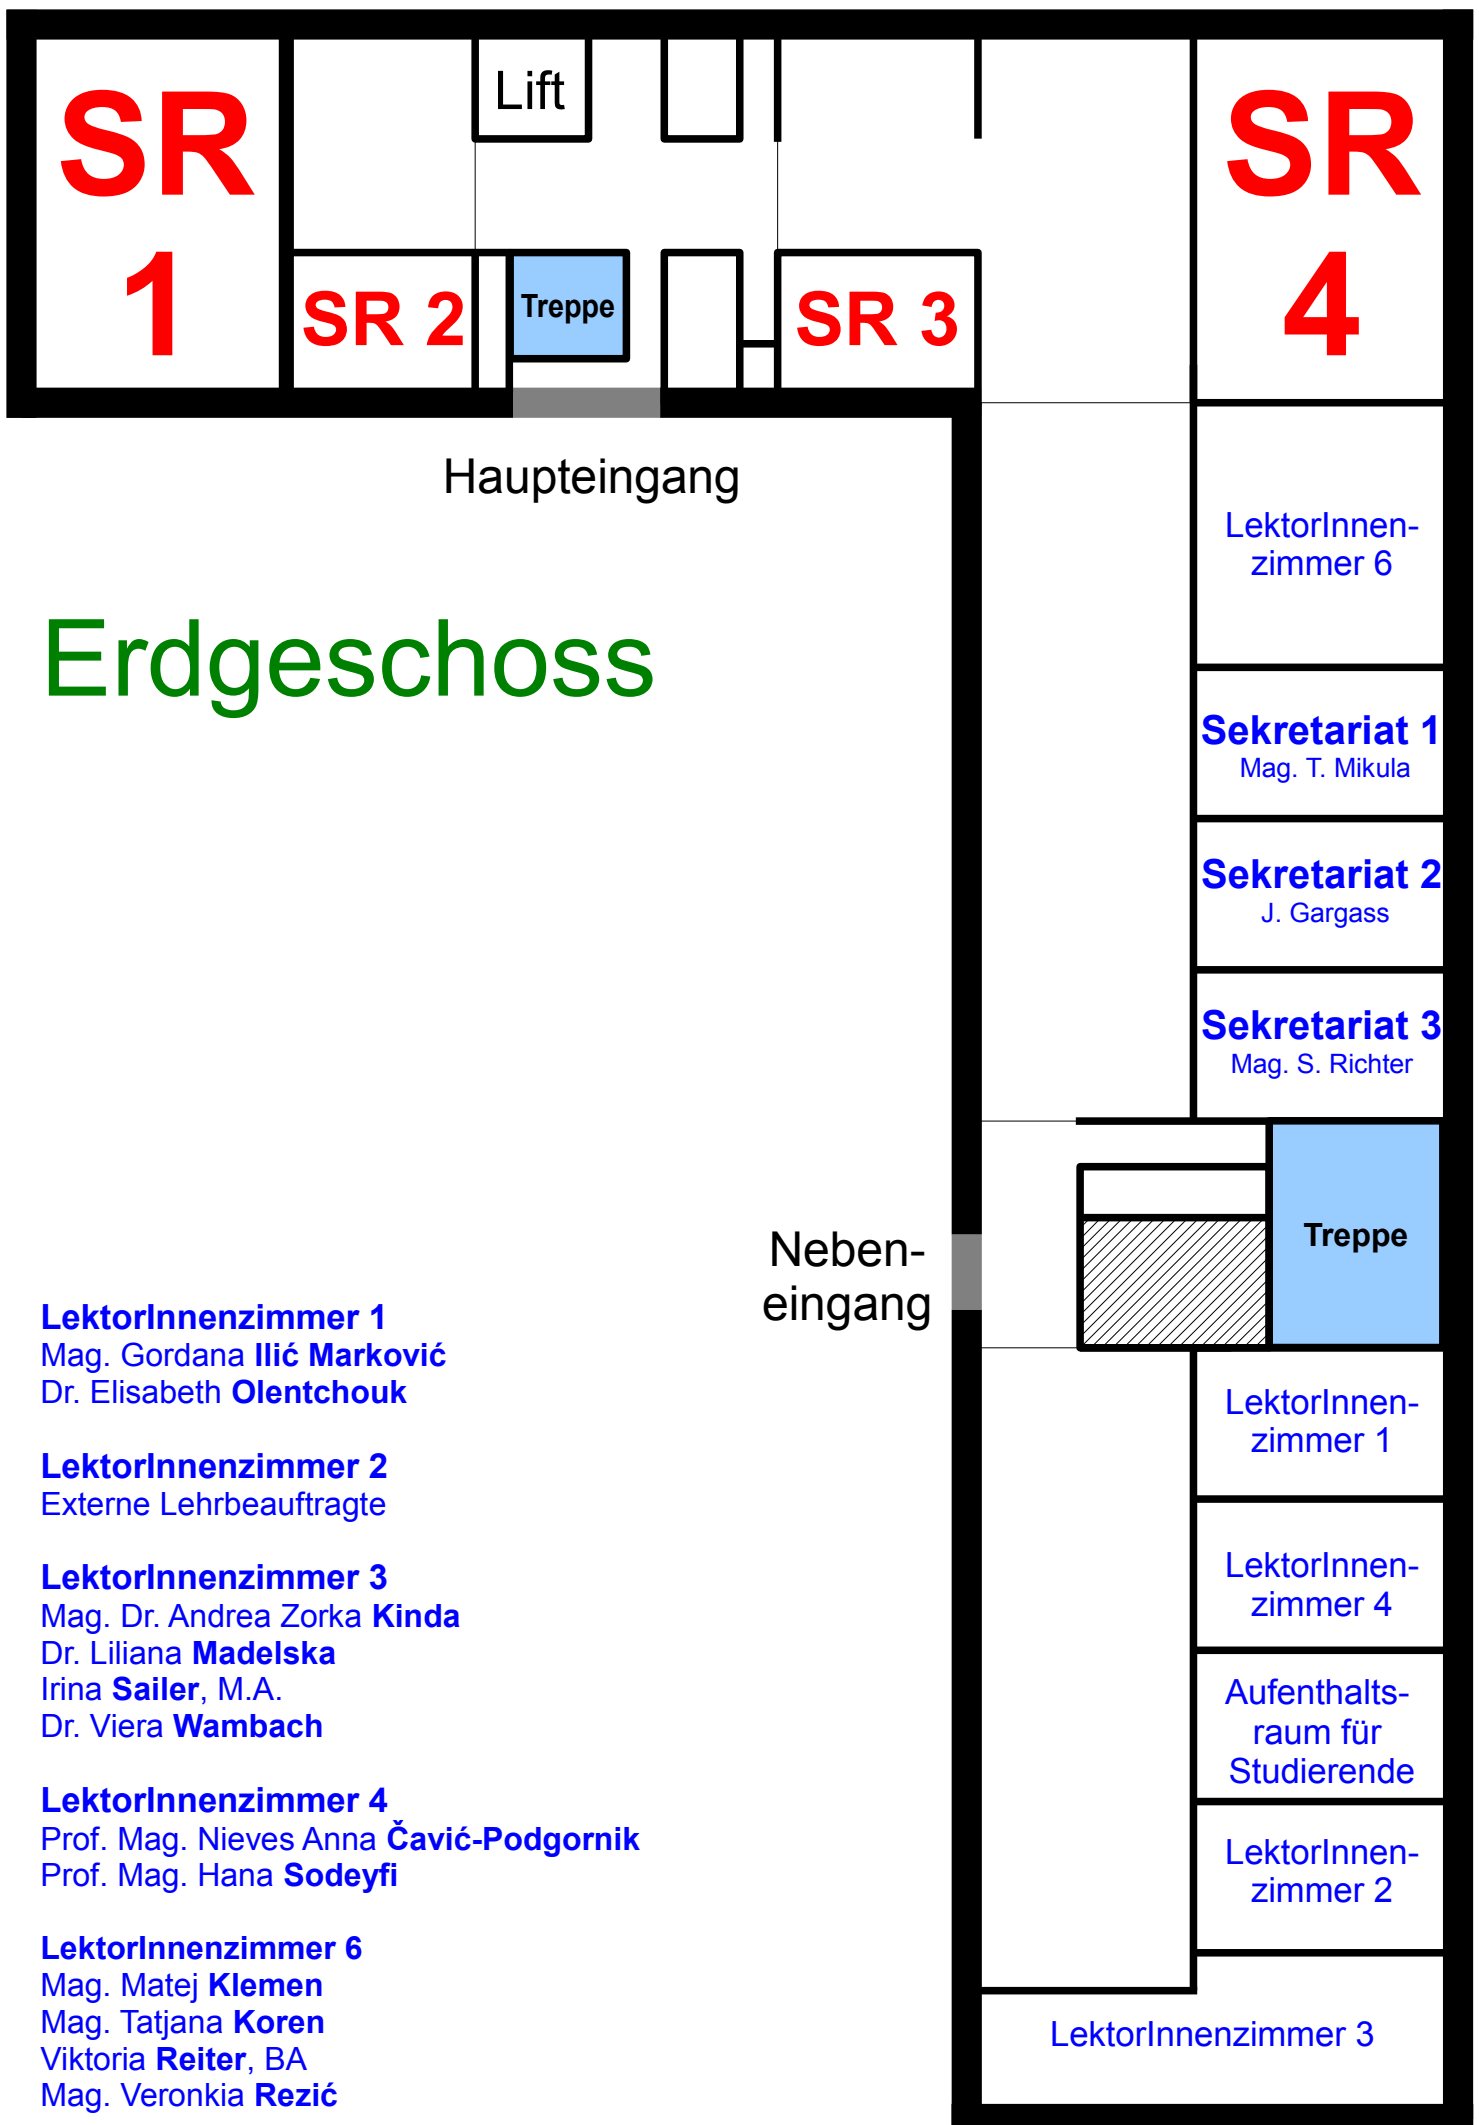 SR
1
Lift
SR
4
SR 2
Treppe
SR 3
Haupteingang
LektorInnen-
zimmer 6
Erdgeschoss
Sekretariat 1
Mag. T. Mikula
Sekretariat 2
J. Gargass
Sekretariat 3
Mag. S. Richter
Treppe
Neben-
eingang
LektorInnenzimmer 1
Mag. Gordana Ilić Marković
Dr. Elisabeth Olentchouk
LektorInnenzimmer 2
Externe Lehrbeauftragte
LektorInnenzimmer 3
Mag. Dr. Andrea Zorka Kinda
Dr. Liliana Madelska
Irina Sailer, M.A.
Dr. Viera Wambach
LektorInnenzimmer 4
Prof. Mag. Nieves Anna Čavić-Podgornik
Prof. Mag. Hana Sodeyfi
LektorInnenzimmer 6
Mag. Matej Klemen
Mag. Tatjana Koren
Viktoria Reiter, BA
Mag. Veronkia Rezić
LektorInnen-
zimmer 1
LektorInnen-
zimmer 4
Aufenthalts-
raum für
Studierende
LektorInnen-
zimmer 2
LektorInnenzimmer 3